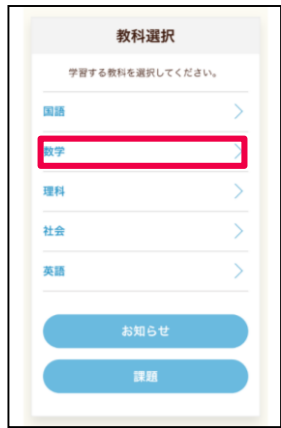 教科選択
学習する教科を選択してください。
国語
数学
理科
社会
英語
お知らせ
課題